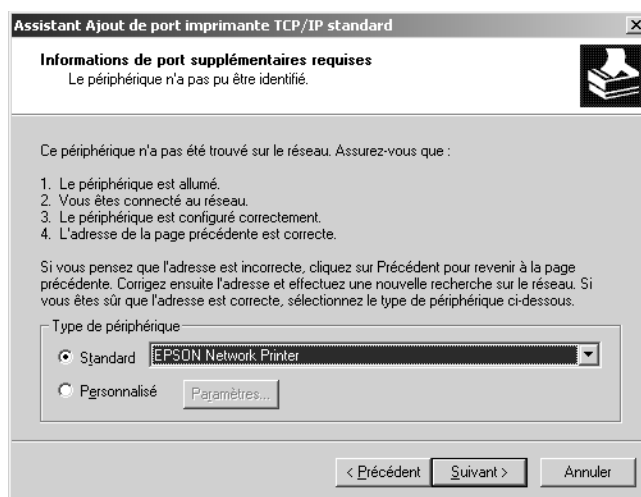 Assistant Ajout de port imprimante TCP/IP standard
Informations de port supplémentaires requises
Le périphérique n'a pas pu être identifié.
Ce périphérique n'a pas été trouvé sur le réseau. Assurez-vous que :
1. Le périphérique est allumé.
2. Vous êtes connecté au réseau.
3. Le périphérique est configuré correctement.
4. L'adresse de la page précédente est correcte.
Si vous pensez que l'adresse est incorrecte, cliquez sur Précédent pour revenir à la page
précédente. Corrigez ensuite l'adresse et effectuez une nouvelle recherche sur le réseau. Si
vous êtes sûr que l'adresse est correcte, sélectionnez le type de périphérique ci-dessous.
Type de périphérique
Standard EPSON Network Printer
Personnalisé Paramètres...
< Précédent Suivant > Annuler